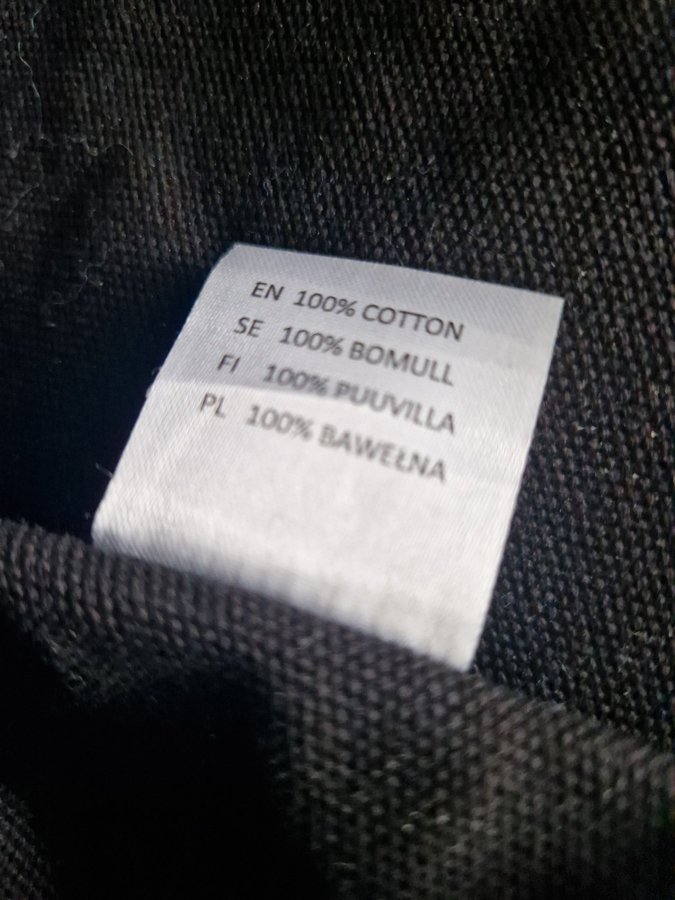 EN 100% COTTON
SE 100% BOMULL
FI 100% PUUVILLA
PL 100% BAWEŁNA